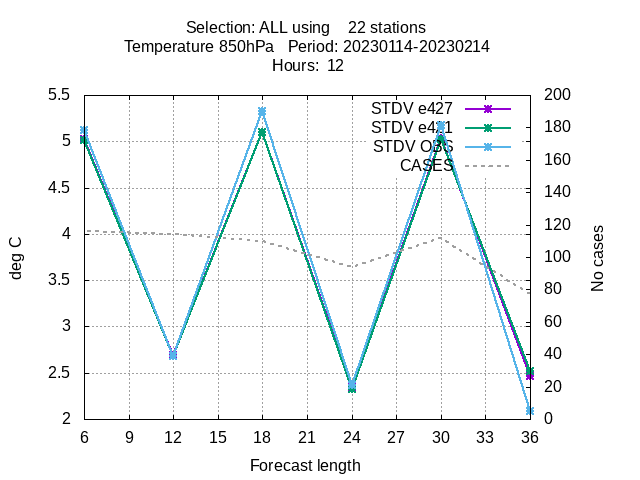 Selection: ALL using    22 stations
Temperature 850hPa   Period: 20230114-20230214
Hours:  12
5.5
5
4.5
4
3.5
3
2.5
2
deg C
200
180
160
140
120
100
80
60
40
20
0
No cases
STDV e427
STDV e421
STDV OBS
CASES
6 9 12 15 18 21 24 27 30 33 36
Forecast length